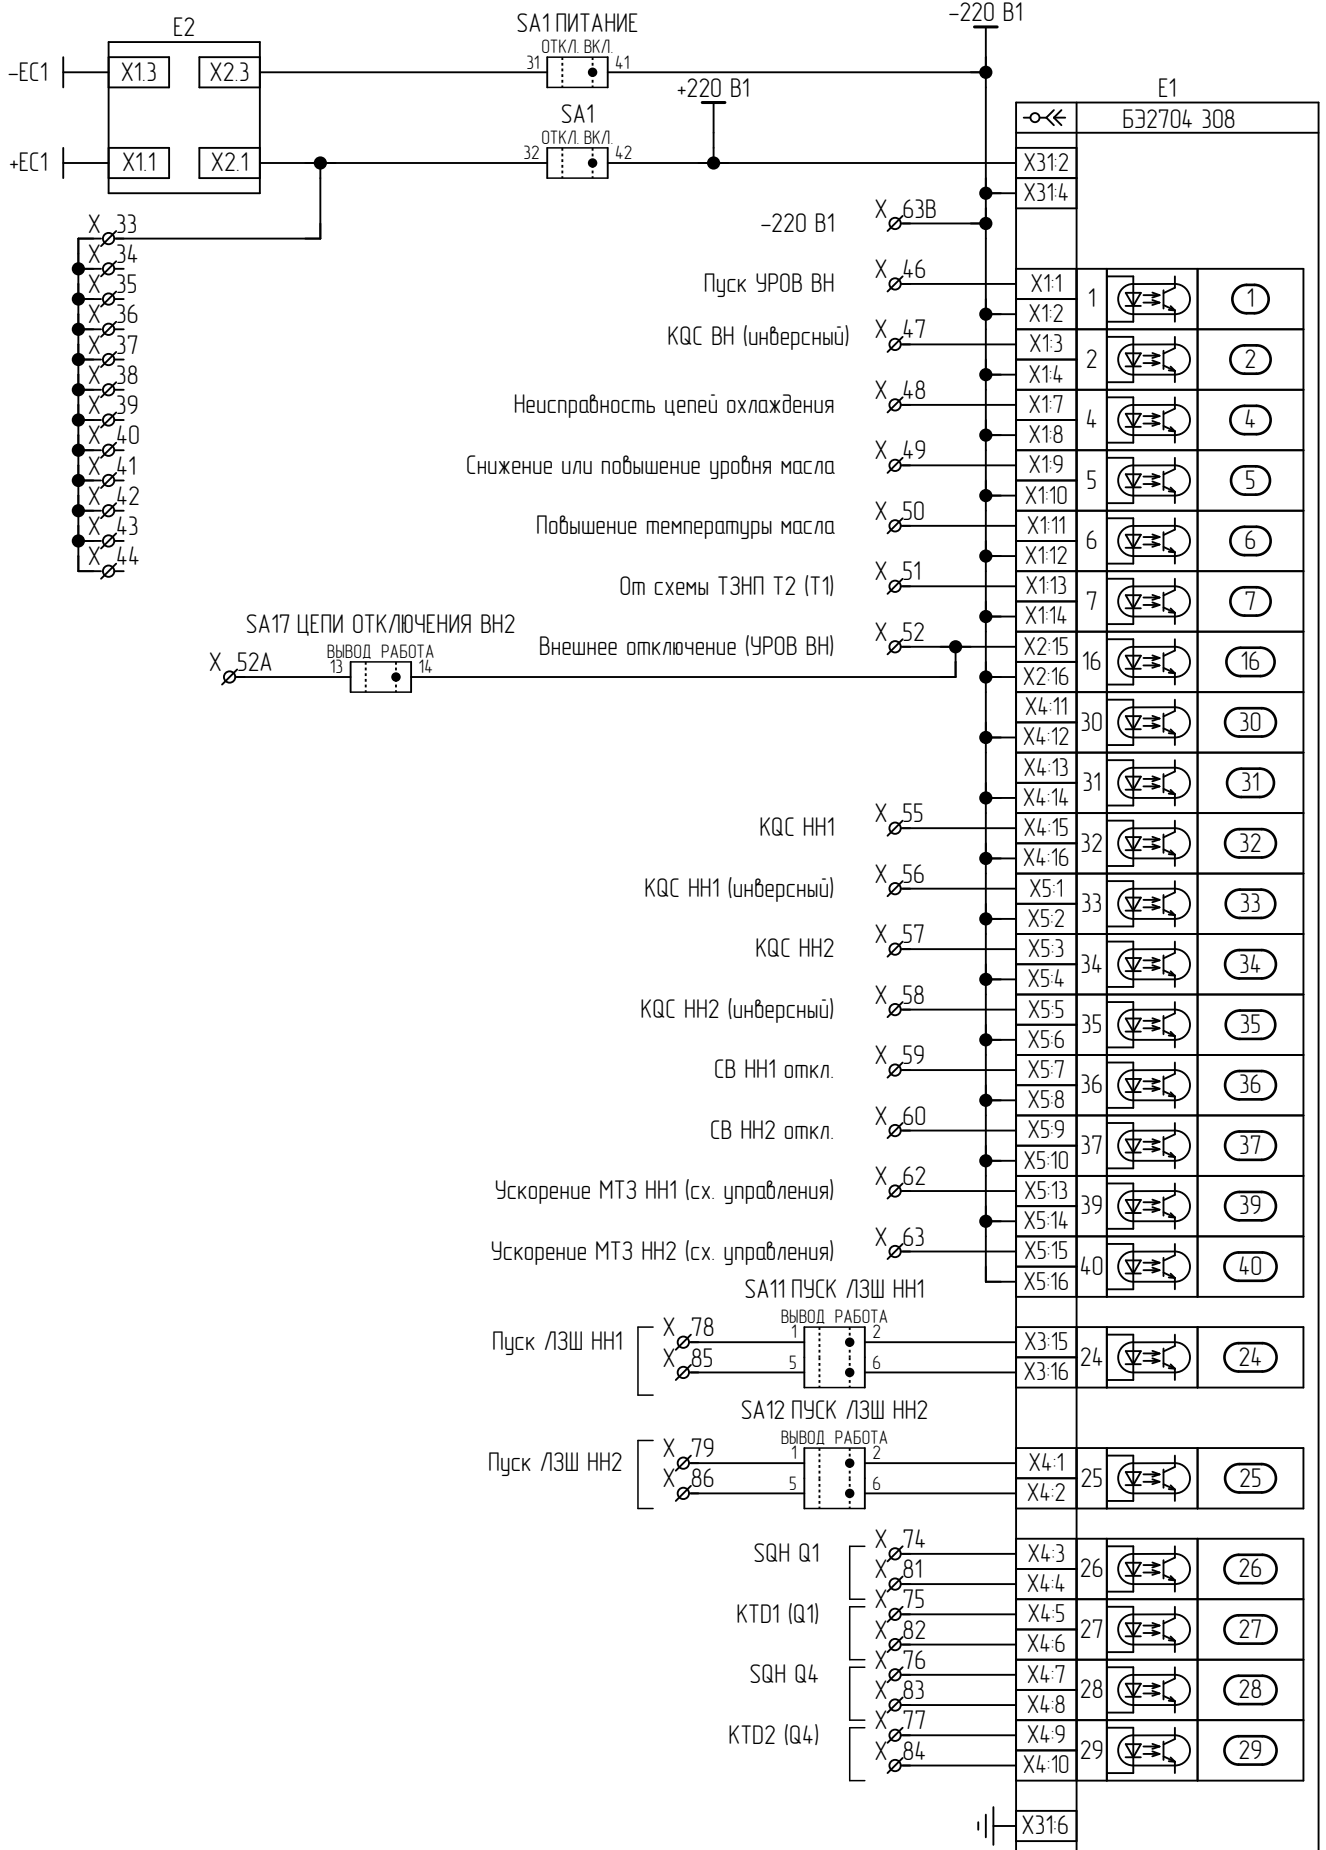 −220 В1
SA1 ПИТАНИЕ
E2
ОТКЛ. ВКЛ.
−EC1 X1.3 X2.3 31 41
+220 В1
E1
SA1
БЭ2704 308
ОТКЛ. ВКЛ.
+EC1 X1.1 X2.1 32 42 X31:2
X31:4
−220 В1 X 63В
X 33
X 34
X 35
X 36
X 37
X 38
X 39
X 40
X 41
X 42
X 43
X 44
Пуск УРОВ ВН X 46 X1:1 1 1
X1:2
KQC ВН (инверсный) X 47 X1:3 2 2
X1:4
Неисправность цепей охлаждения X 48 X1:7 4 4
X1:8
Снижение или повышение уровня масла X 49 X1:9 5 5
X1:10
Повышение температуры масла X 50 X1:11 6 6
X1:12
От схемы ТЗНП Т2 (Т1) X 51 X1:13 7 7
X1:14
SA17 ЦЕПИ ОТКЛЮЧЕНИЯ ВН2
Внешнее отключение (УРОВ ВН) X 52 X2:15 16 16
ВЫВОД РАБОТА
X 52А 13 14 X2:16
X4:11 30 30
X4:12
X4:13 31 31
X4:14
KQC НН1 X 55 X4:15 32 32
X4:16
KQC НН1 (инверсный) X 56 X5:1 33 33
X5:2
KQC НН2 X 57 X5:3 34 34
X5:4
KQC НН2 (инверсный) X 58 X5:5 35 35
X5:6
СВ НН1 откл. X 59 X5:7 36 36
X5:8
СВ НН2 откл. X 60 X5:9 37 37
X5:10
Ускорение МТЗ НН1 (сх. управления) X 62 X5:13 39 39
X5:14
Ускорение МТЗ НН2 (сх. управления) X 63 X5:15 40 40
X5:16
SA11 ПУСК ЛЗШ НН1
ВЫВОД РАБОТА
Пуск ЛЗШ НН1 X 78 1 2 X3:15 24 24
X 85 5 6 X3:16
SA12 ПУСК ЛЗШ НН2
ВЫВОД РАБОТА
Пуск ЛЗШ НН2 X 79 1 2 X4:1 25 25
X 86 5 6 X4:2
SQH Q1 X 74 X4:3 26 26
X 81 X4:4
KTD1 (Q1) X 75 X4:5 27 27
X 82 X4:6
SQH Q4 X 76 X4:7 28 28
X 83 X4:8
KTD2 (Q4) X 77 X4:9 29 29
X 84 X4:10
X31:6